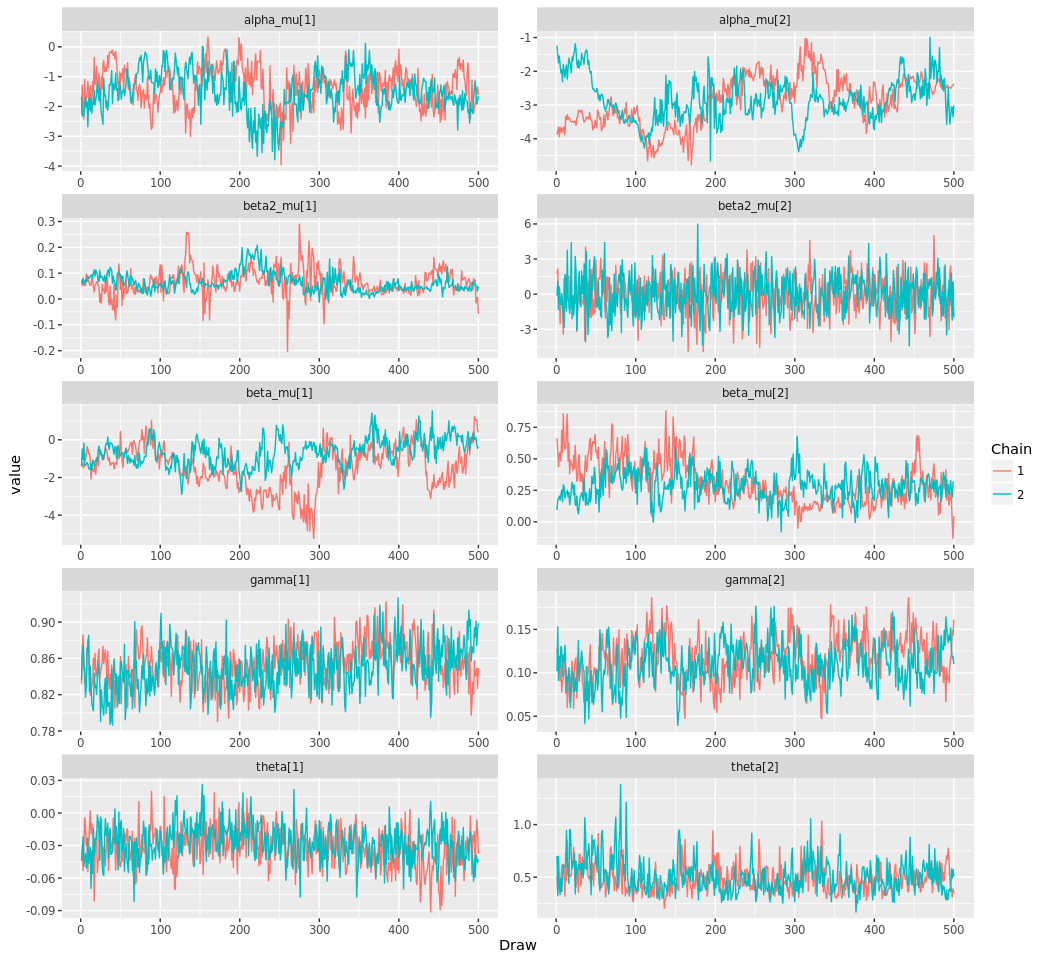 alpha_mu[1]
alpha_mu[2]
0
-1
-2
-3
-4
0 100 200 300 400 500
-1
-2
-3
-4
0 100 200 300 400 500
beta2_mu[1]
beta2_mu[2]
0.3
0.2
0.1
0.0
-0.1
-0.2
0 100 200 300 400 500
6
3
0
-3
0 100 200 300 400 500
beta_mu[1]
beta_mu[2]
0
-2
-4
0 100 200 300 400 500
0.75
0.50
0.25
0.00
0 100 200 300 400 500
gamma[1]
gamma[2]
0.90
0.86
0.82
0.78
0 100 200 300 400 500
0.15
0.10
0.05
0 100 200 300 400 500
theta[1]
theta[2]
0.03
0.00
-0.03
-0.06
-0.09
0 100 200 300 400 500
1.0
0.5
0 100 200 300 400 500
value
Draw
Chain
1
2